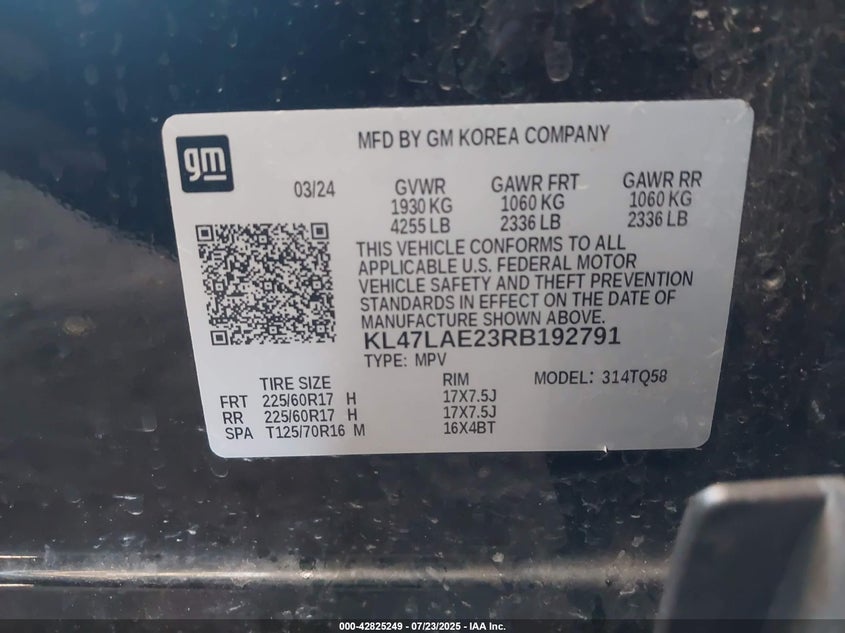 gm
MFD BY GM KOREA COMPANY
03/24 GVWR GAWR FRT GAWR RR
1930 KG 1060 KG 1060 KG
4255 LB 2336 LB 2336 LB
THIS VEHICLE CONFORMS TO ALL
APPLICABLE U.S. FEDERAL MOTOR
VEHICLE SAFETY AND THEFT PREVENTION
STANDARDS IN EFFECT ON THE DATE OF
MANUFACTURE SHOWN ABOVE.
KL47LAE23RB192791
TYPE: MPV
TIRE SIZE RIM MODEL: 314TQ58
FRT 225/60R17 H 17X7.5J
RR 225/60R17 H 17X7.5J
SPA T125/70R16 M 16X4BT
000-42825249 - 07/23/2025 - IAA Inc.